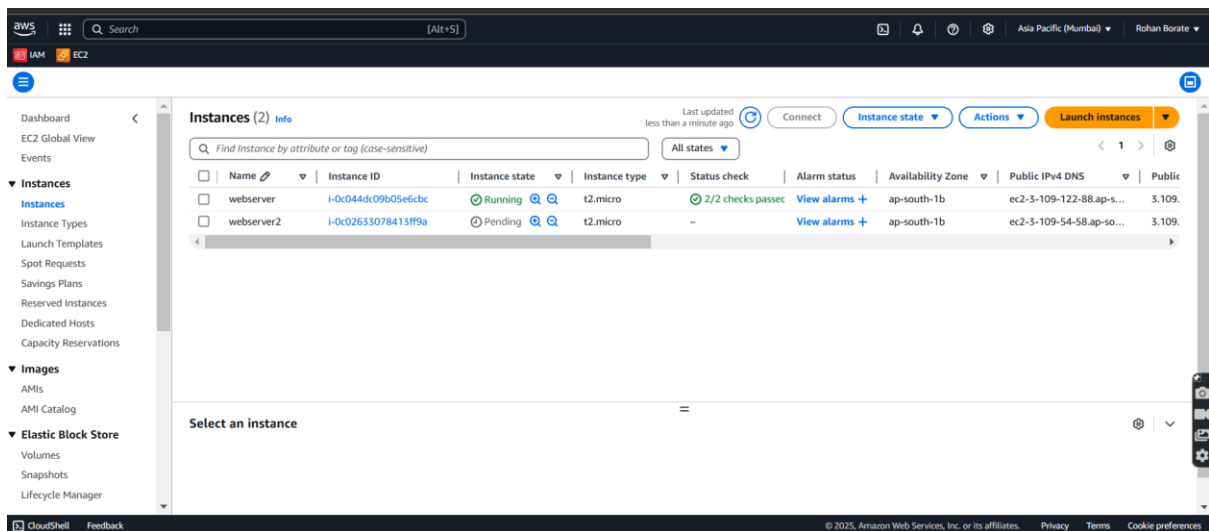 aws Search [Alt+S] Asia Pacific (Mumbai) Rohan Borate
IAM EC2
Dashboard
EC2 Global View
Events
Instances
Instances
Instance Types
Launch Templates
Spot Requests
Savings Plans
Reserved Instances
Dedicated Hosts
Capacity Reservations
Images
AMIs
AMI Catalog
Elastic Block Store
Volumes
Snapshots
Lifecycle Manager
Instances (2) Info
Last updated
less than a minute ago
Connect Instance state Actions Launch instances
Find Instance by attribute or tag (case-sensitive) All states 1
Name Instance ID Instance state Instance type Status check Alarm status Availability Zone Public IPv4 DNS Public
webserver i-0c044dc09b05e6cbc Running t2.micro 2/2 checks passec View alarms + ap-south-1b ec2-3-109-122-88.ap-s... 3.109.
webserver2 i-0c02633078413ff9a Pending t2.micro – View alarms + ap-south-1b ec2-3-109-54-58.ap-so... 3.109.
Select an instance
CloudShell Feedback © 2025, Amazon Web Services, Inc. or its affiliates. Privacy Terms Cookie preferences